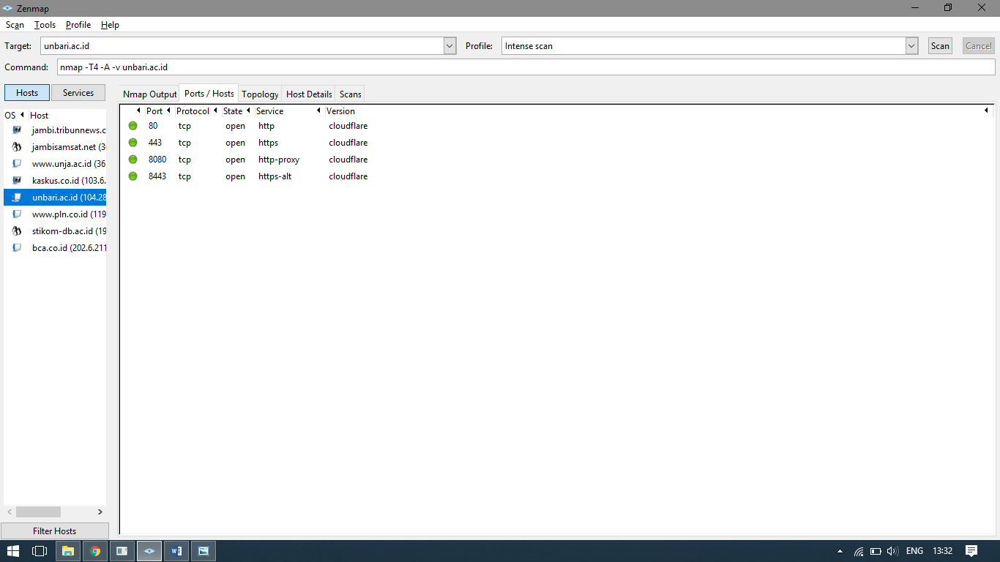 Zenmap
Scan Tools Profile Help
Target: unbari.ac.id Profile: Intense scan Scan Cancel
Command: nmap -T4 -A -v unbari.ac.id
Hosts Services
Nmap Output Ports / Hosts Topology Host Details Scans
OS Host
jambi.tribunnews.c
jambisamsat.net (36
www.unja.ac.id (36
kaskus.co.id (103.6.
unbari.ac.id (104.28
www.pln.co.id (119
stikom-db.ac.id (19
bca.co.id (202.6.211
Filter Hosts
Port Protocol State Service Version
80 tcp open http cloudflare
443 tcp open https cloudflare
8080 tcp open http-proxy cloudflare
8443 tcp open https-alt cloudflare
ENG 13:32